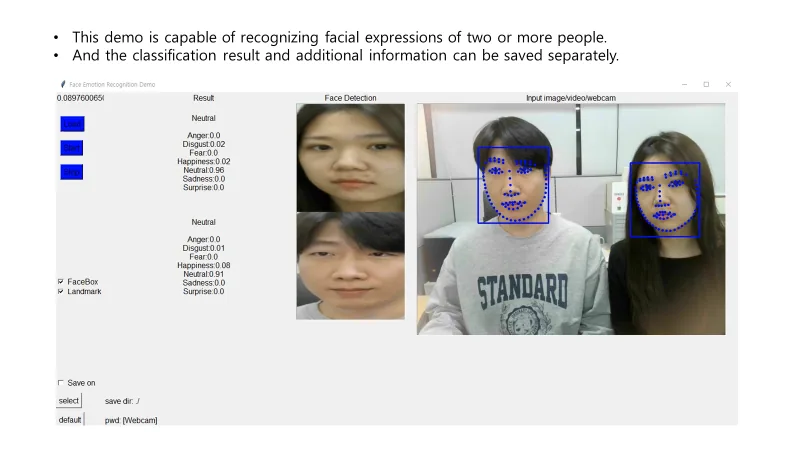 • This demo is capable of recognizing facial expressions of two or more people.
• And the classification result and additional information can be saved separately.
Face Emotion Recognition-Demo
Result
Face Detection
Input image/video/webcam
Neutral
Anger:0.0
Disgust:0.02
Fear:0.0
Happiness:0.02
Neutral:0.96
Sadness:0.0
Surprise:0.0
Neutral
Anger:0.0
Disgust:0.01
Fear:0.0
Happiness:0.08
Neutral:0.91
Sadness:0.0
Surprise:0.0
FaceBox
Landmark
STANDARD
Save on
select
save dir: ./
default
pwd: [Webcam]